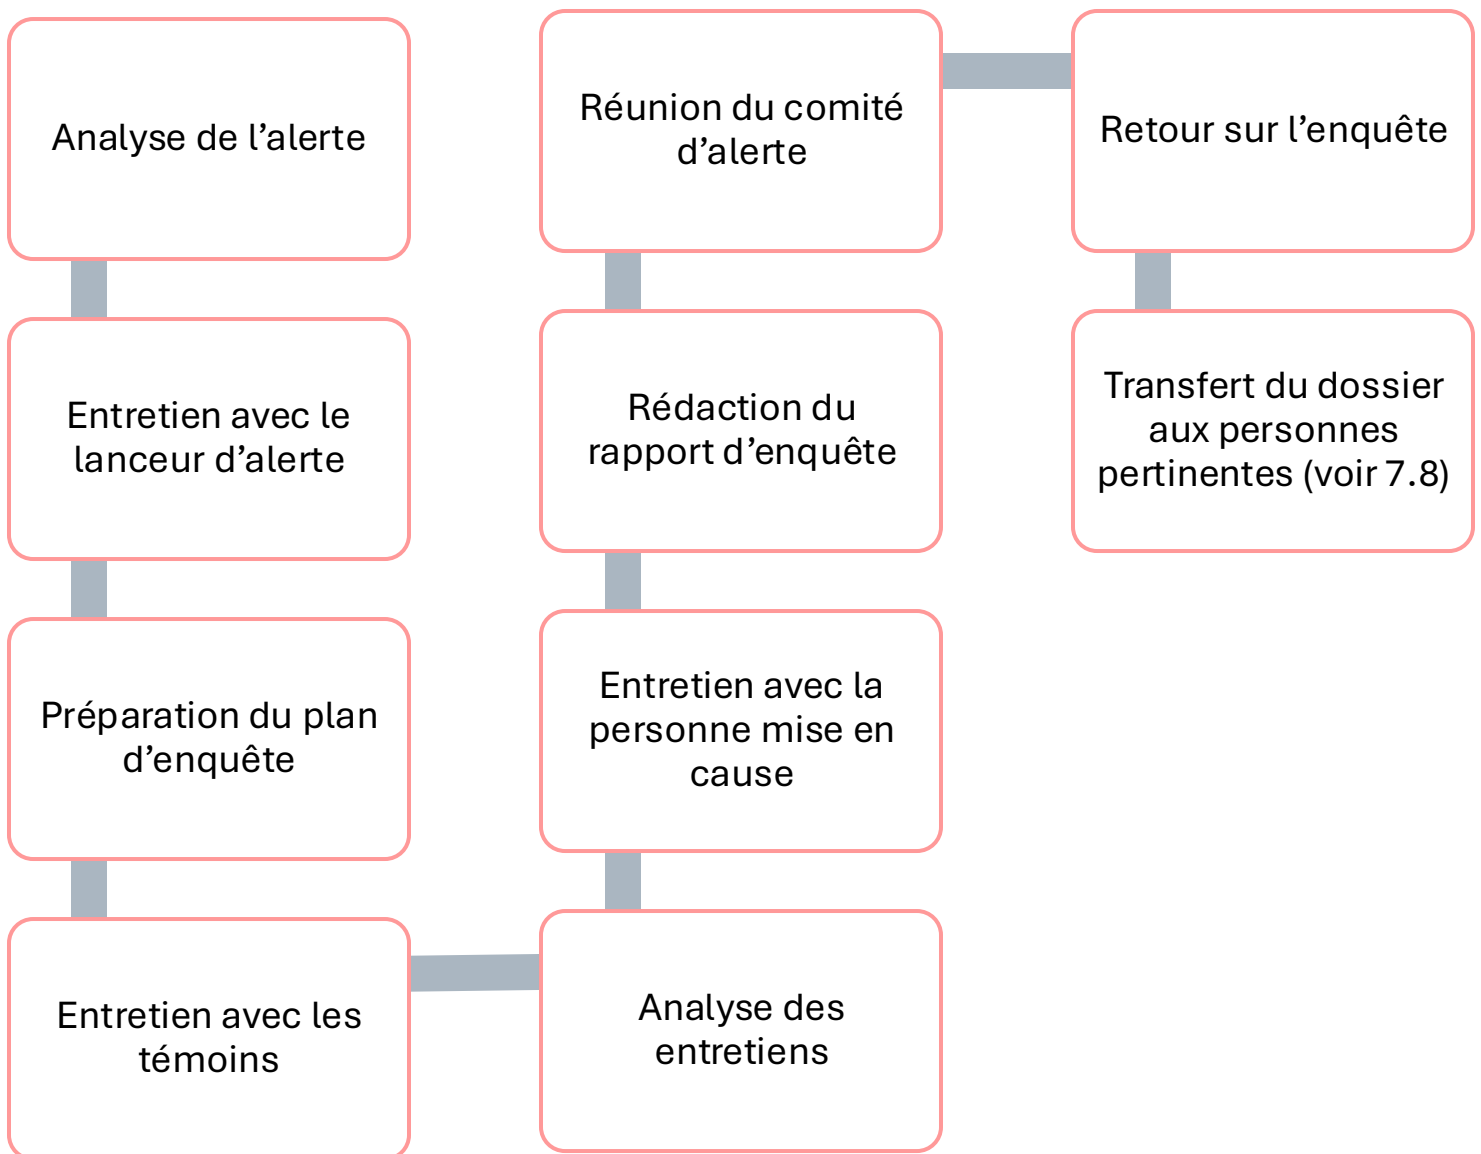 Analyse de l’alerte
Entretien avec le
lanceur d’alerte
Préparation du plan
d’enquête
Entretien avec les
témoins
Analyse des
entretiens
Entretien avec la
personne mise en
cause
Rédaction du
rapport d’enquête
Réunion du comité
d’alerte
Retour sur l’enquête
Transfert du dossier
aux personnes
pertinentes (voir 7.8)